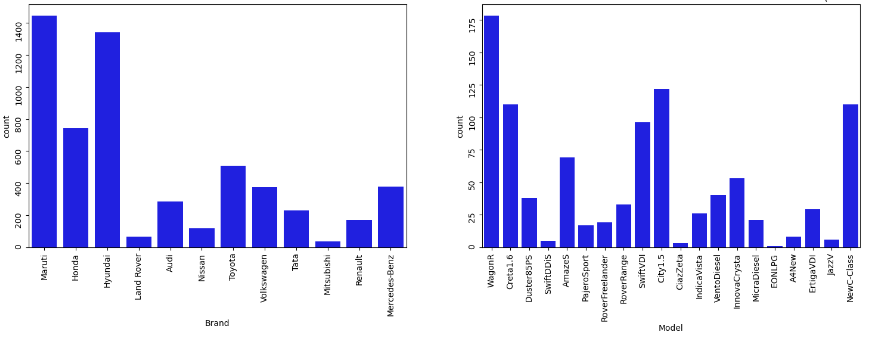 1400
1200
1000
800
600
400
200
0
count
Maruti
Honda
Hyundai
Land Rover
Audi
Nissan
Toyota
Volkswagen
Tata
Mitsubishi
Renault
Mercedes-Benz
Brand
175
150
125
100
75
50
25
0
count
WagonR
Creta1.6
Duster85PS
SwiftDDiS
AmazeS
PajeroSport
RoverFreelander
RoverRange
SwiftVDI
City1.5
CiazZeta
IndicaVista
VentoDiesel
InnovaCrysta
MicraDiesel
EONLPG
A4New
ErtigaVDI
JazzV
NewC-Class
Model